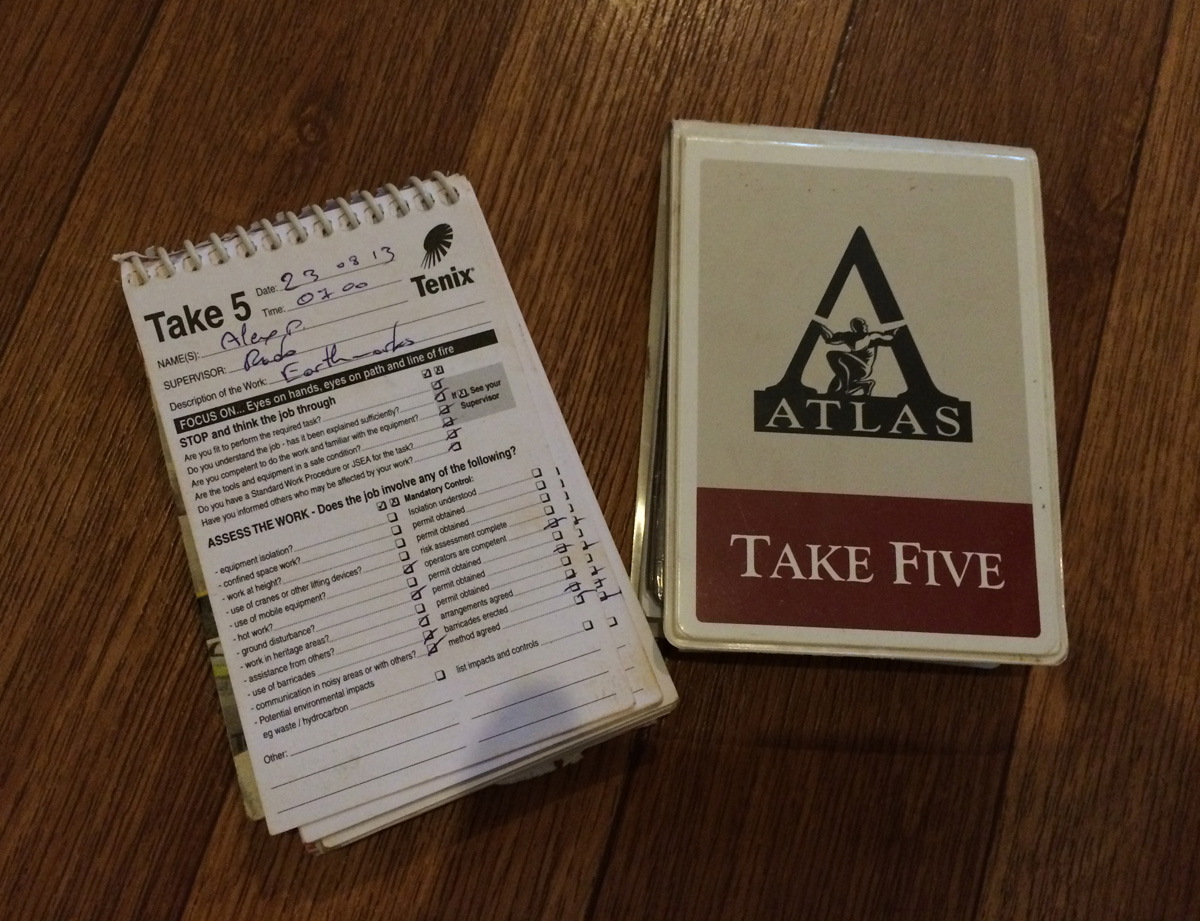 Take 5
Date: 23 08 13
Time: 07 00
Tenix
NAME(S): Alex P.
SUPERVISOR: Rado
Description of the Work: Earthworks
FOCUS ON... Eyes on hands, eyes on path and line of fire
STOP and think the job through
Are you fit to perform the required task?
Do you understand the job - has it been explained sufficiently?
Are you competent to do the work and familiar with the equipment?
Are the tools and equipment in a safe condition?
Do you have a Standard Work Procedure or JSEA for the task?
Have you informed others who may be affected by your work?
If ☒ See your
Supervisor
ASSESS THE WORK - Does the job involve any of the following?
Mandatory Control:
- equipment isolation? Isolation understood
- confined space work? permit obtained
- work at height? permit obtained
- use of cranes or other lifting devices? risk assessment complete
- use of mobile equipment? operators are competent
- hot work? permit obtained
- ground disturbance? permit obtained
- work in heritage areas? permit obtained
- assistance from others? arrangements agreed
- use of barricades barricades erected
- communication in noisy areas or with others? method agreed
- Potential environmental impacts
eg waste / hydrocarbon list impacts and controls
Other:
ATLAS
TAKE FIVE